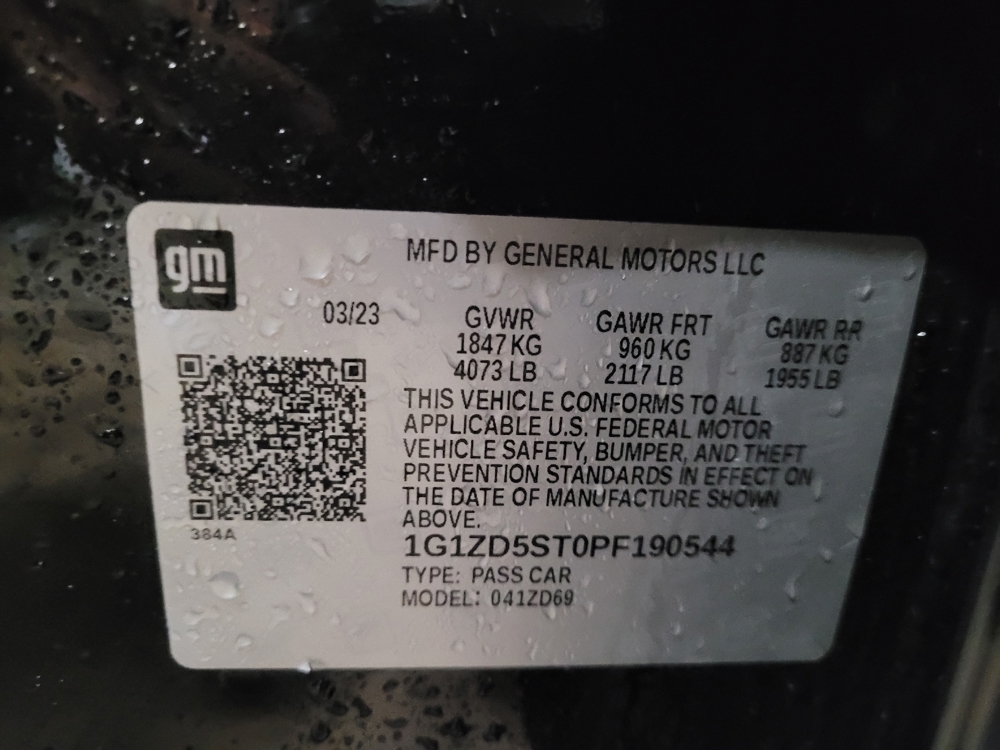 gm
MFD BY GENERAL MOTORS LLC
03/23
GVWR GAWR FRT GAWR RR
1847 KG 960 KG 887 KG
4073 LB 2117 LB 1955 LB
THIS VEHICLE CONFORMS TO ALL
APPLICABLE U.S. FEDERAL MOTOR
VEHICLE SAFETY, BUMPER, AND THEFT
PREVENTION STANDARDS IN EFFECT ON
THE DATE OF MANUFACTURE SHOWN
ABOVE.
384A
1G1ZD5ST0PF190544
TYPE: PASS CAR
MODEL: 041ZD69